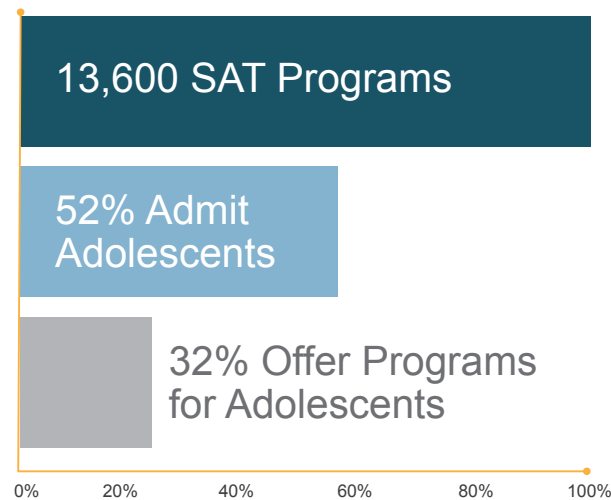 13,600 SAT Programs
52% Admit
Adolescents
32% Offer Programs
for Adolescents
0% 20% 40% 60% 80% 100%